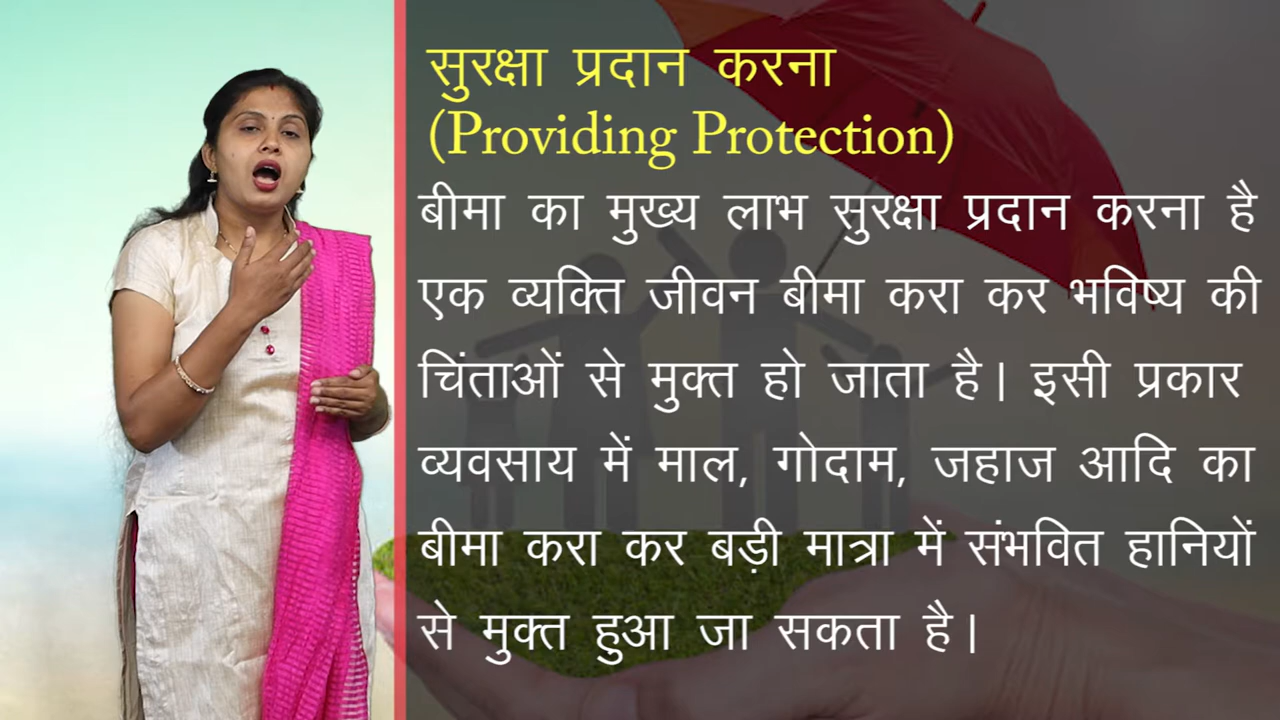 सुरक्षा प्रदान करना
(Providing Protection)
बीमा का मुख्य लाभ सुरक्षा प्रदान करना है
एक व्यक्ति जीवन बीमा करा कर भविष्य की
चिंताओं से मुक्त हो जाता है। इसी प्रकार
व्यवसाय में माल, गोदाम, जहाज आदि का
बीमा करा कर बड़ी मात्रा में संभवित हानियों
से मुक्त हुआ जा सकता है।